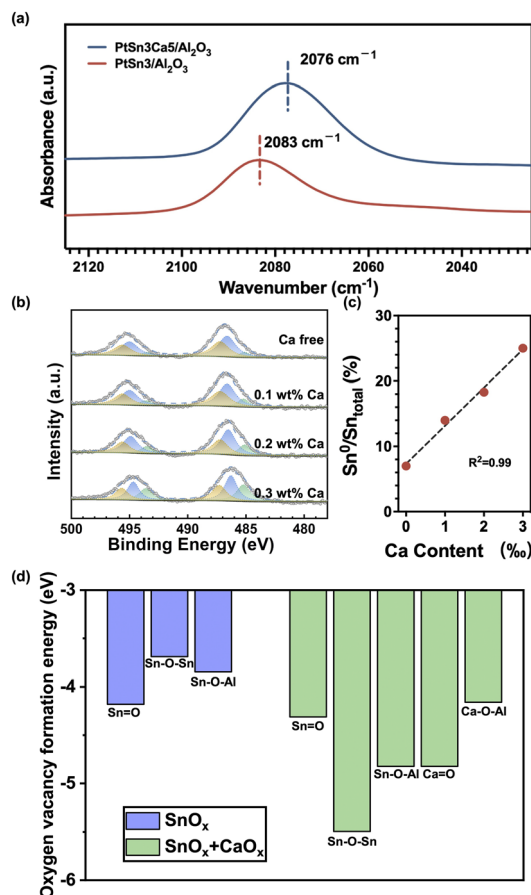 (a)
PtSn3Ca5/Al₂O₃
PtSn3/Al₂O₃
2076 cm⁻¹
2083 cm⁻¹
Absorbance (a.u.)
2120 2100 2080 2060 2040
Wavenumber (cm⁻¹)
(b)
Ca free
0.1 wt% Ca
0.2 wt% Ca
0.3 wt% Ca
Intensity (a.u.)
500 495 490 485 480
Binding Energy (eV)
(c)
30
20
10
0
Sn⁰/Sn_total (%)
R²=0.99
0 1 2 3
Ca Content (‰)
(d)
Oxygen vacancy formation energy (eV)
-3
-4
-5
-6
Sn=O
Sn-O-Sn
Sn-O-Al
Sn=O
Sn-O-Sn
Sn-O-Al
Ca=O
Ca-O-Al
SnOₓ
SnOₓ+CaOₓ